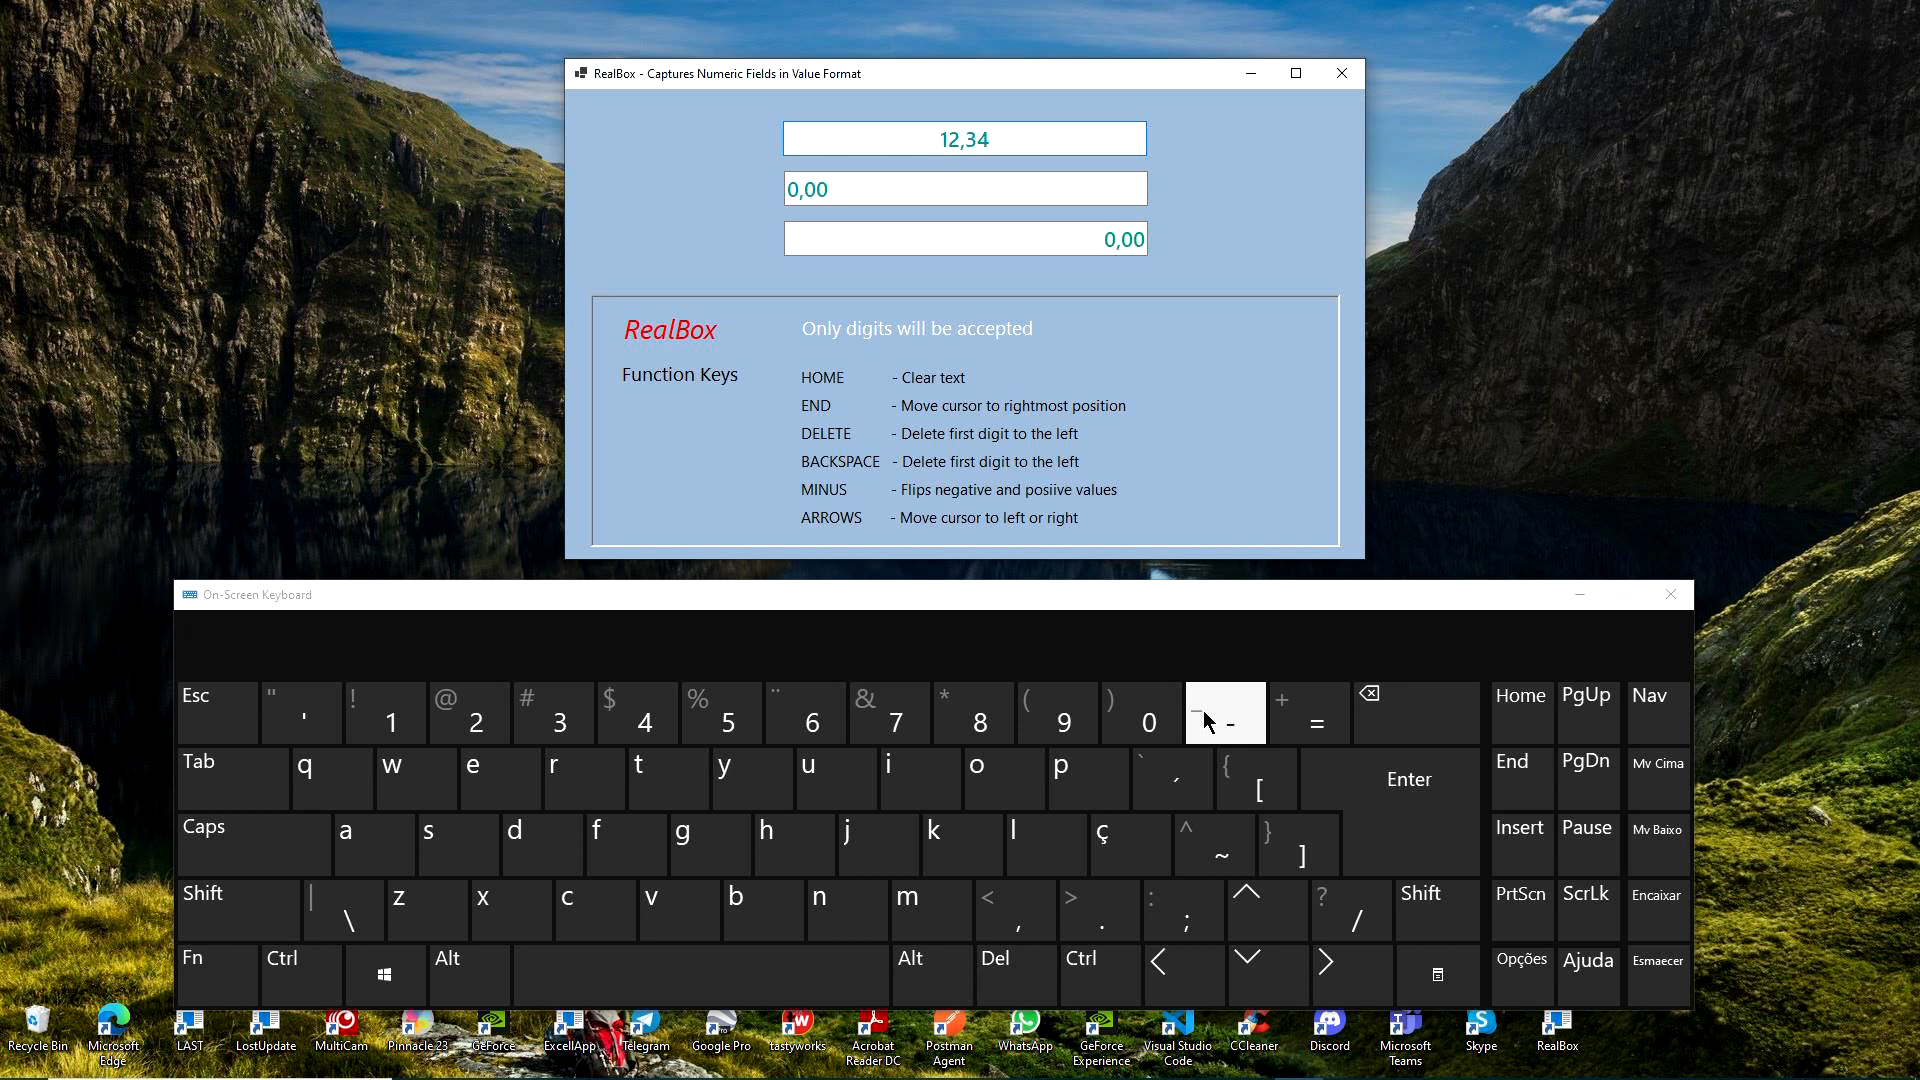 RealBox - Captures Numeric Fields in Value Format
12,34
0,00
0,00
RealBox
Only digits will be accepted
Function Keys
HOME - Clear text
END - Move cursor to rightmost position
DELETE - Delete first digit to the left
BACKSPACE - Delete first digit to the left
MINUS - Flips negative and posiive values
ARROWS - Move cursor to left or right
On-Screen Keyboard
Esc " ' ! 1 @ 2 # 3 $ 4 % 5 ¨ 6 & 7 * 8 ( 9 ) 0 _ - + = Home PgUp Nav
Tab q w e r t y u i o p ` ´ { [ Enter End PgDn Mv Cima
Caps a s d f g h j k l ç ^ ~ } ] Insert Pause Mv Baixo
Shift | \ z x c v b n m < , > . : ; ? / Shift PrtScn ScrLk Encaixar
Fn Ctrl Alt Alt Del Ctrl Opções Ajuda Esmaecer
Recycle Bin
Microsoft
Edge
LAST
LostUpdate
MultiCam
Pinnacle 23
GeForce
ExcellApp
Telegram
Google Pro
tastyworks
Acrobat
Reader DC
Postman
Agent
WhatsApp
GeForce
Experience
Visual Studio
Code
CCleaner
Discord
Microsoft
Teams
Skype
RealBox